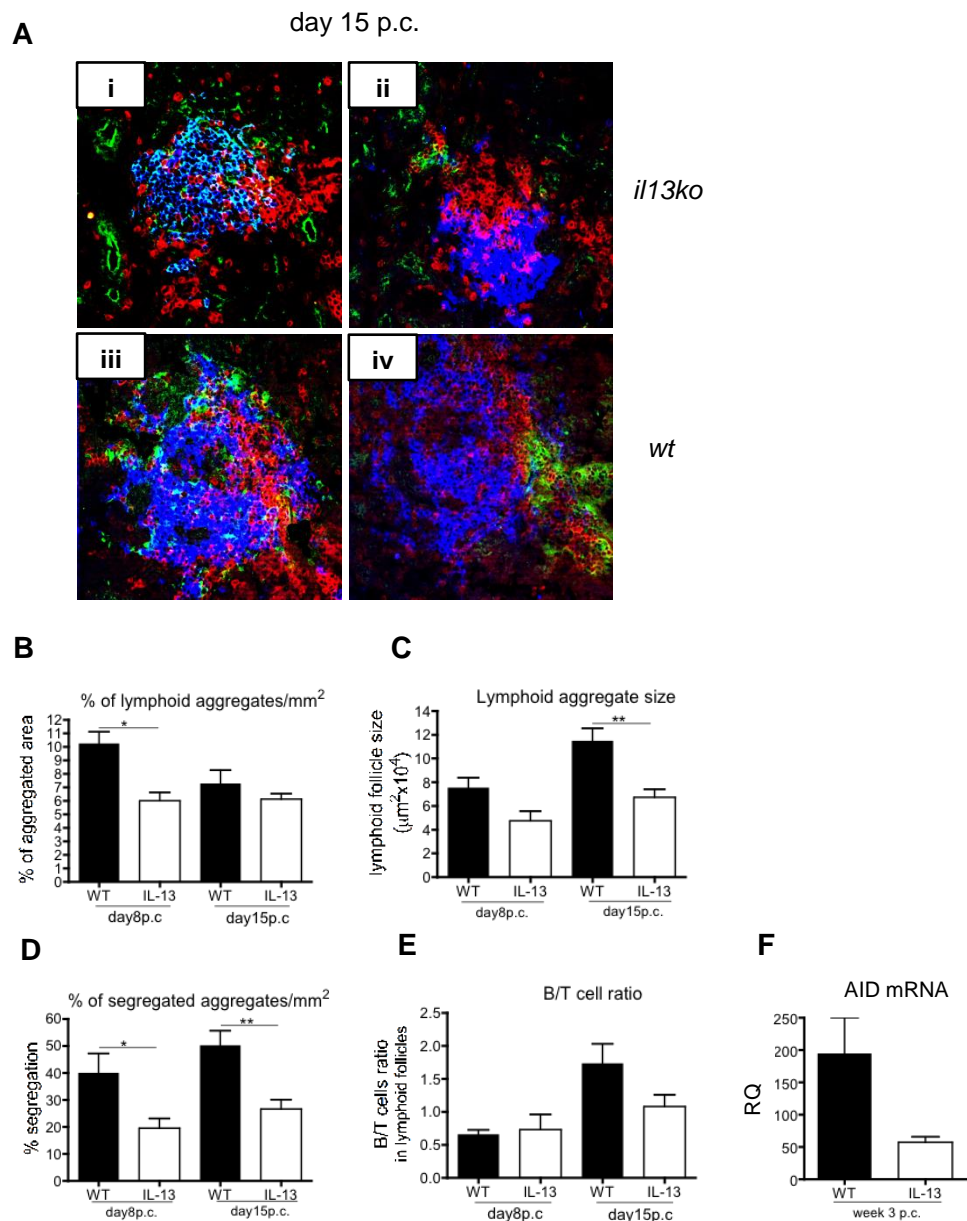 A
day 15 p.c.
i
ii
il13ko
iii
iv
wt
B
% of lymphoid aggregates/mm²
% of aggregated area
12
11
10
9
8
7
6
5
4
3
2
1
0
*
WT IL-13 WT IL-13
day8p.c day15p.c
C
Lymphoid aggregate size
lymphoid follicle size
(µm²x10⁴)
14
12
10
8
6
4
2
0
**
WT IL-13 WT IL-13
day8p.c. day15p.c.
D
% of segregated aggregates/mm²
% segregation
60
50
40
30
20
10
0
* **
WT IL-13 WT IL-13
day8p.c. day15p.c.
E
B/T cell ratio
B/T cells ratio
in lymphoid follicles
2.5
2.0
1.5
1.0
0.5
0.0
WT IL-13 WT IL-13
day8p.c day15p.c
F
AID mRNA
RQ
250
200
150
100
50
0
WT IL-13
week 3 p.c.